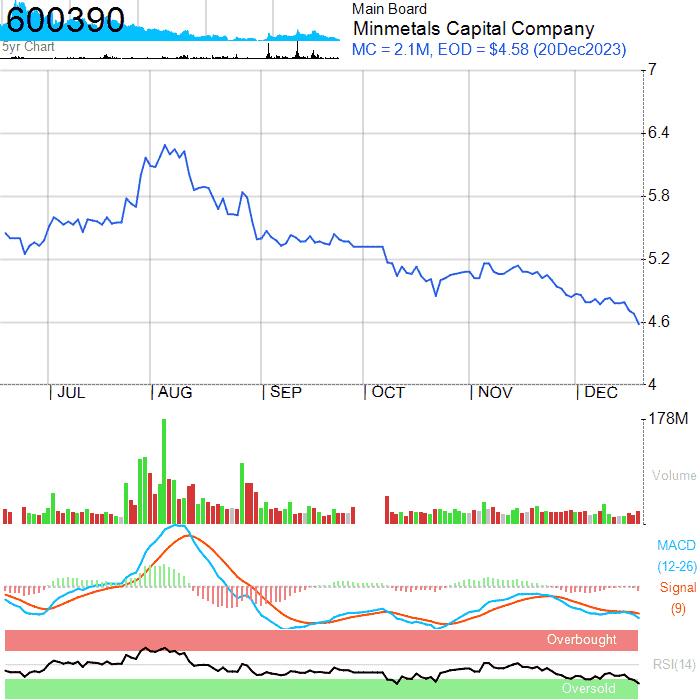 600390
5yr Chart
Main Board
Minmetals Capital Company
MC = 2.1M, EOD = $4.58 (20Dec2023)
7
6.4
5.8
5.2
4.6
4
JUL AUG SEP OCT NOV DEC
178M
Volume
MACD
(12-26)
Signal
(9)
Overbought
RSI(14)
Oversold